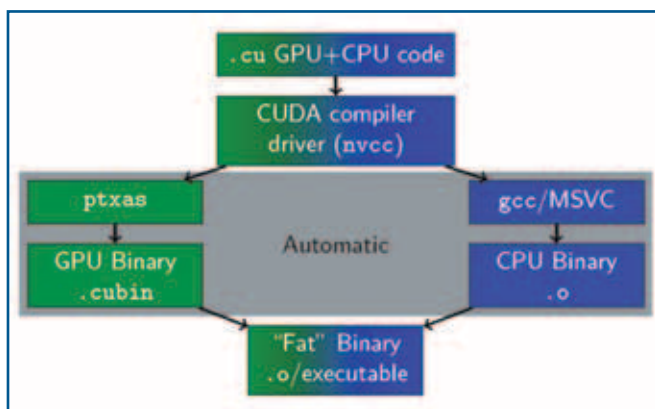 .cu GPU+CPU code
CUDA compiler
driver (nvcc)
ptxas
gcc/MSVC
Automatic
GPU Binary
.cubin
CPU Binary
.o
"Fat" Binary
.o/executable